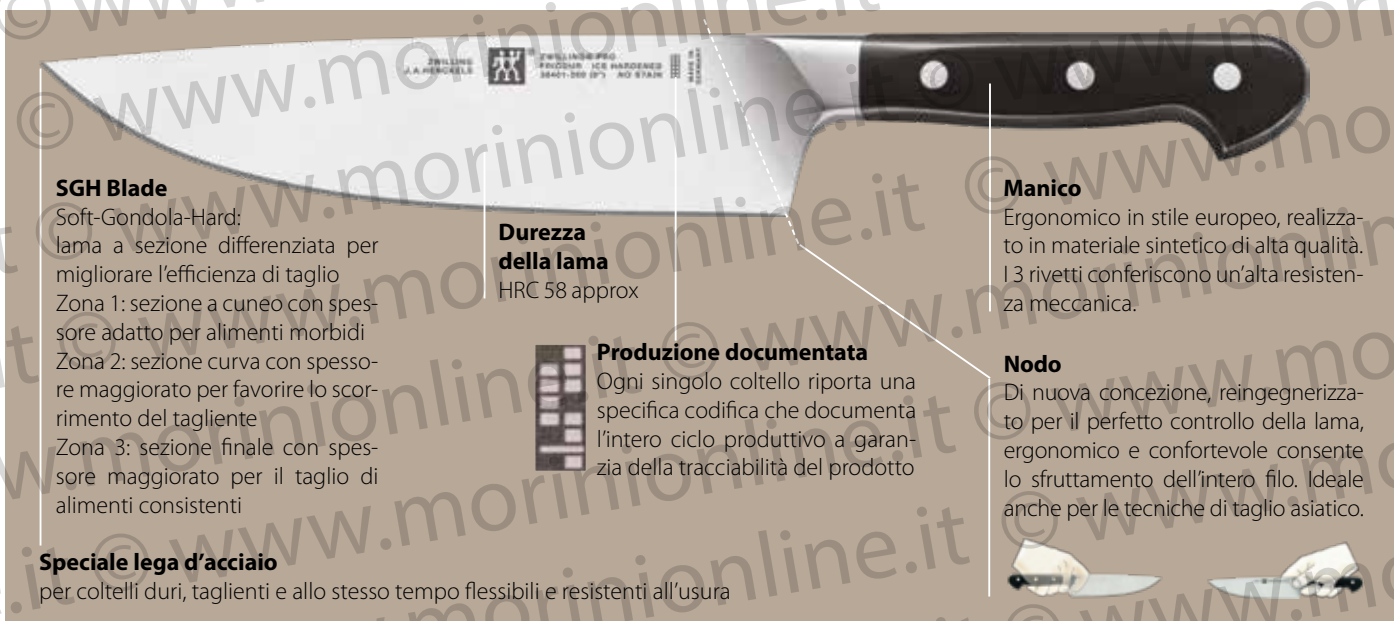 ZWILLING
J.A. HENCKELS
ZWILLING® PRO
FRIODUR ICE HARDENED
38401-200 (8") NO STAIN
MADE IN
GERMANY
SGH Blade
Soft-Gondola-Hard:
lama a sezione differenziata per
migliorare l'efficienza di taglio
Zona 1: sezione a cuneo con spes-
sore adatto per alimenti morbidi
Zona 2: sezione curva con spesso-
re maggiorato per favorire lo scor-
rimento del tagliente
Zona 3: sezione finale con spes-
sore maggiorato per il taglio di
alimenti consistenti
Speciale lega d'acciaio
per coltelli duri, taglienti e allo stesso tempo flessibili e resistenti all'usura
Durezza
della lama
HRC 58 approx
Produzione documentata
Ogni singolo coltello riporta una
specifica codifica che documenta
l'intero ciclo produttivo a garan-
zia della tracciabilità del prodotto
Manico
Ergonomico in stile europeo, realizza-
to in materiale sintetico di alta qualità.
I 3 rivetti conferiscono un'alta resisten-
za meccanica.
Nodo
Di nuova concezione, reingegnerizza-
to per il perfetto controllo della lama,
ergonomico e confortevole consente
lo sfruttamento dell'intero filo. Ideale
anche per le tecniche di taglio asiatico.
© www.morinionline.it